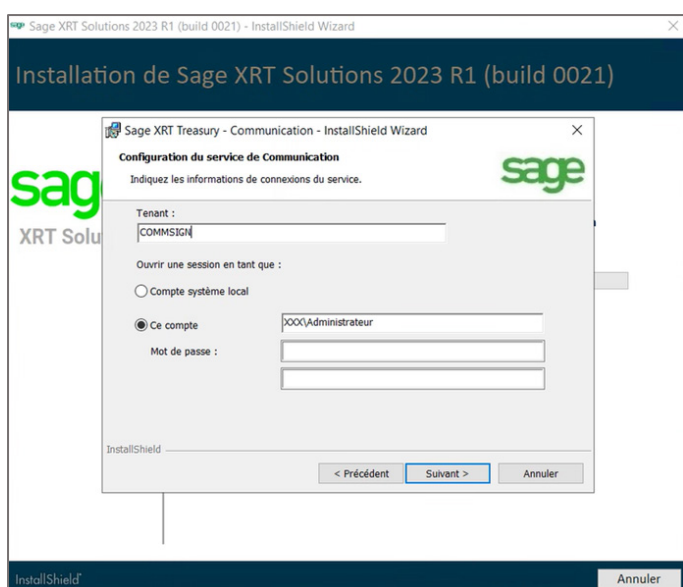 Sage XRT Solutions 2023 R1 (build 0021) - InstallShield Wizard
Installation de Sage XRT Solutions 2023 R1 (build 0021)
sag
XRT Solu
Sage XRT Treasury - Communication - InstallShield Wizard
Configuration du service de Communication
Indiquez les informations de connexions du service.
sage
Tenant :
COMMSIGN
Ouvrir une session en tant que :
Compte système local
Ce compte
XXX\Administrateur
Mot de passe :
InstallShield
< Précédent
Suivant >
Annuler
InstallShield
Annuler